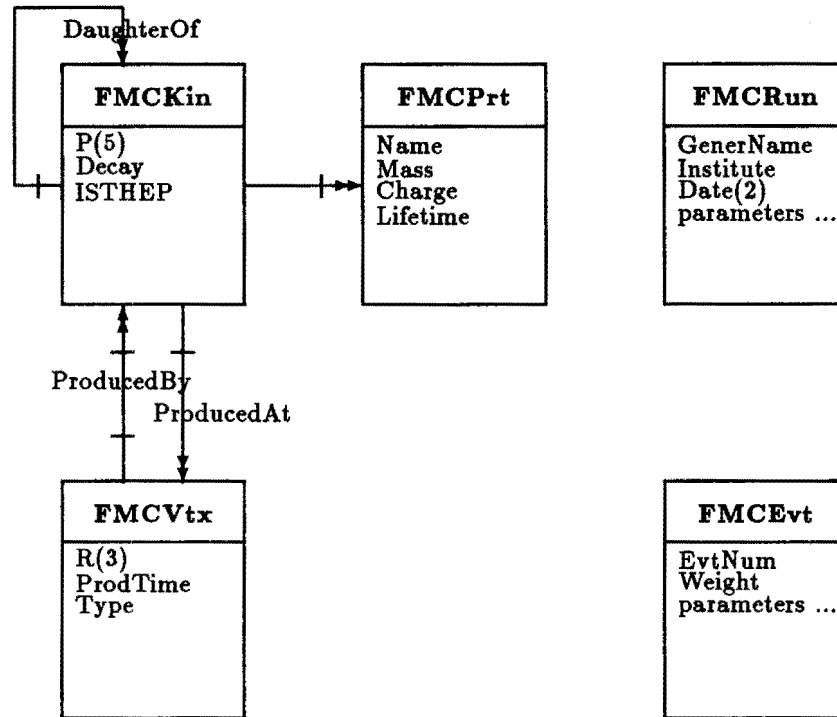 DaughterOf
FMCKin
P(5)
Decay
ISTHEP
FMCPrt
Name
Mass
Charge
Lifetime
FMCRun
GenerName
Institute
Date(2)
parameters ...
ProducedBy
ProducedAt
FMCVtx
R(3)
ProdTime
Type
FMCEvt
EvtNum
Weight
parameters ...